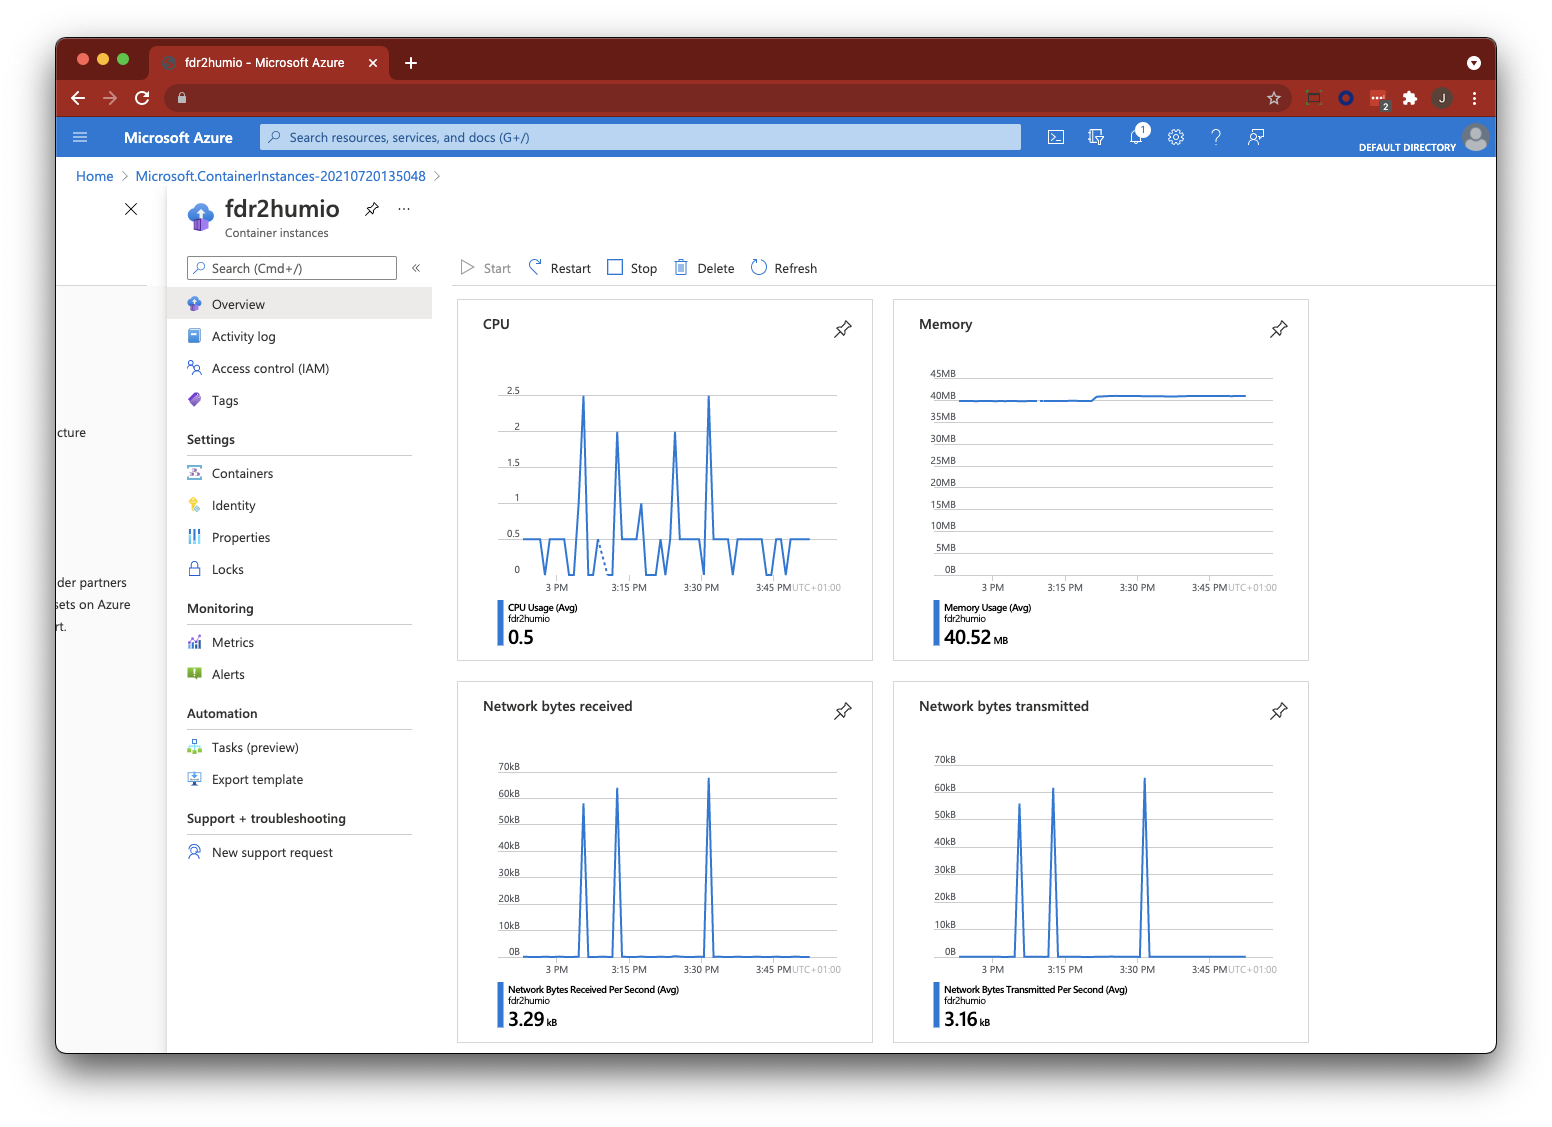 fdr2humio - Microsoft Azure
2
J
Microsoft Azure
Search resources, services, and docs (G+/)
1
DEFAULT DIRECTORY
Home
Microsoft.ContainerInstances-20210720135048
cture
der partners
sets on Azure
rt.
fdr2humio
...
Container instances
Search (Cmd+/)
«
Overview
Activity log
Access control (IAM)
Tags
Settings
Containers
Identity
Properties
Locks
Monitoring
Metrics
Alerts
Automation
Tasks (preview)
Export template
Support + troubleshooting
New support request
Start
Restart
Stop
Delete
Refresh
CPU
2.5
2
1.5
1
0.5
0
3 PM 3:15 PM 3:30 PM 3:45 PM UTC+01:00
CPU Usage (Avg)
fdr2humio
0.5
Memory
45MB
40MB
35MB
30MB
25MB
20MB
15MB
10MB
5MB
0B
3 PM 3:15 PM 3:30 PM 3:45 PM UTC+01:00
Memory Usage (Avg)
fdr2humio
40.52 MB
Network bytes received
70kB
60kB
50kB
40kB
30kB
20kB
10kB
0B
3 PM 3:15 PM 3:30 PM 3:45 PM UTC+01:00
Network Bytes Received Per Second (Avg)
fdr2humio
3.29 kB
Network bytes transmitted
70kB
60kB
50kB
40kB
30kB
20kB
10kB
0B
3 PM 3:15 PM 3:30 PM 3:45 PM UTC+01:00
Network Bytes Transmitted Per Second (Avg)
fdr2humio
3.16 kB